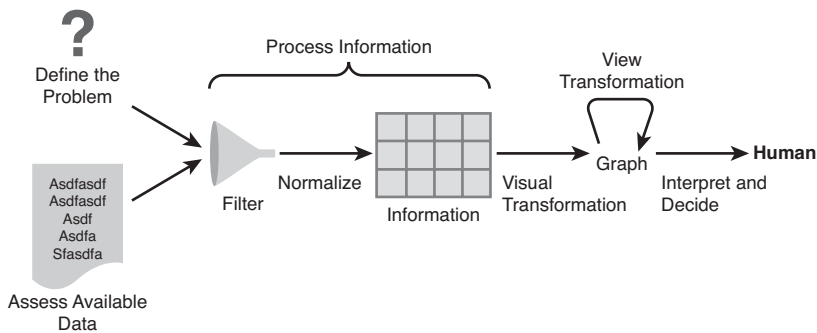 ?
Define the
Problem
Process Information
View
Transformation
Asdfasdf
Asdfasdf
Asdf
Asdfa
Sfasdfa
Assess Available
Data
Filter
Normalize
Information
Visual
Transformation
Graph
Interpret and
Decide
Human